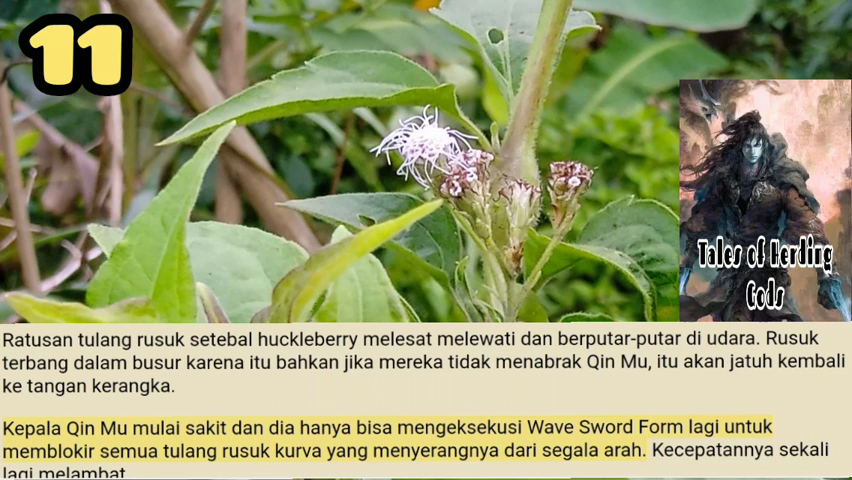 11
Tales of Herding
Gods
Ratusan tulang rusuk setebal huckleberry melesat melewati dan berputar-putar di udara. Rusuk
terbang dalam busur karena itu bahkan jika mereka tidak menabrak Qin Mu, itu akan jatuh kembali
ke tangan kerangka.
Kepala Qin Mu mulai sakit dan dia hanya bisa mengeksekusi Wave Sword Form lagi untuk
memblokir semua tulang rusuk kurva yang menyerangnya dari segala arah. Kecepatannya sekali
lagi melambat